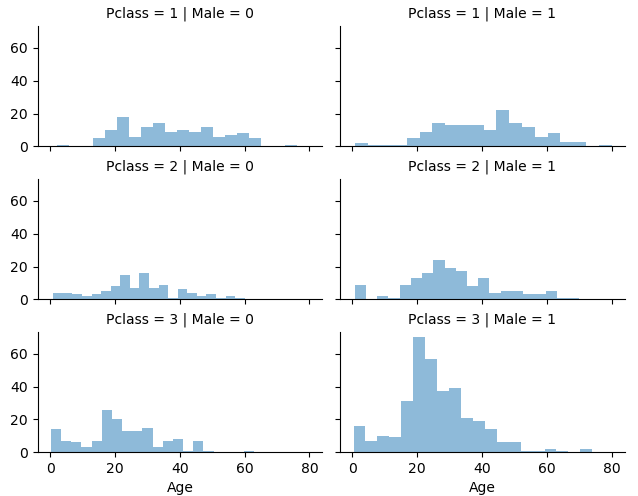 Pclass = 1 | Male = 0
Pclass = 1 | Male = 1
60
40
20
0
Pclass = 2 | Male = 0
Pclass = 2 | Male = 1
60
40
20
0
Pclass = 3 | Male = 0
Pclass = 3 | Male = 1
60
40
20
0
0 20 40 60 80
0 20 40 60 80
Age
Age